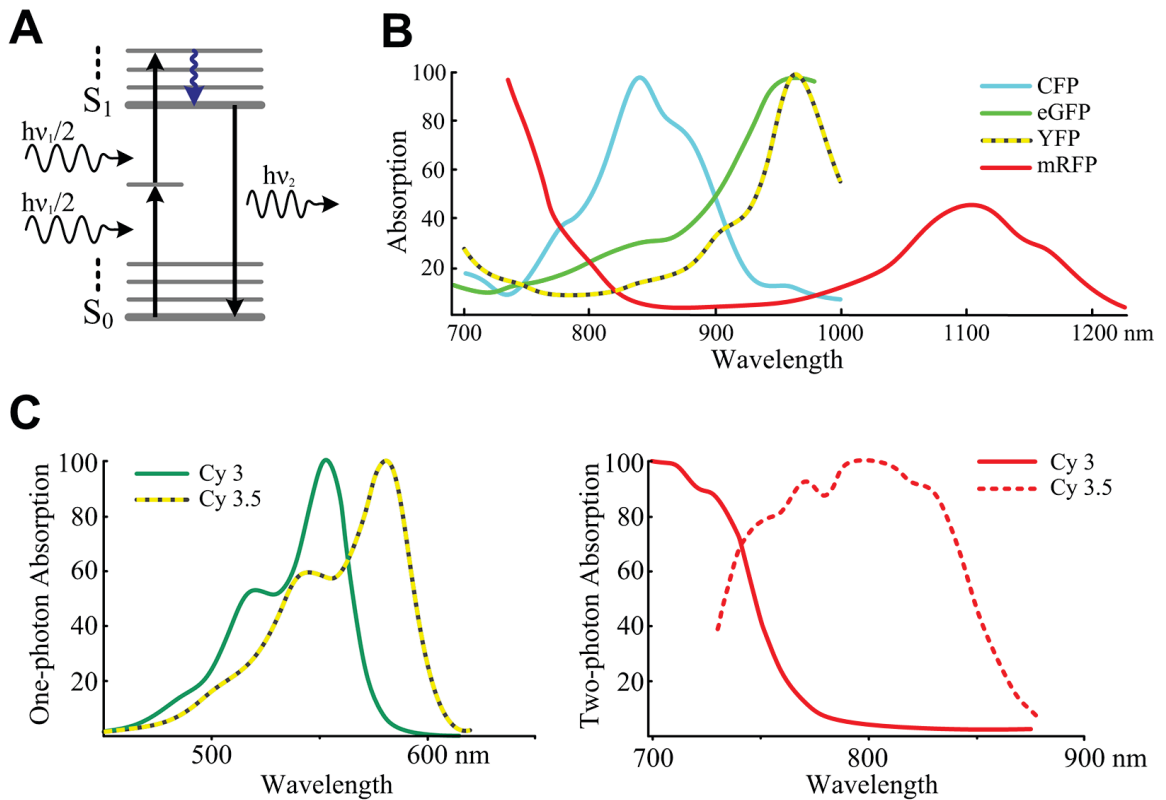 A
S1
hν1/2
hν1/2
hν2
S0
B
Absorption
100
80
60
40
20
700
800
900
1000
1100
1200 nm
Wavelength
CFP
eGFP
YFP
mRFP
C
One-photon Absorption
100
80
60
40
20
500
600 nm
Wavelength
Cy 3
Cy 3.5
Two-photon Absorption
100
80
60
40
20
700
800
900 nm
Wavelength
Cy 3
Cy 3.5